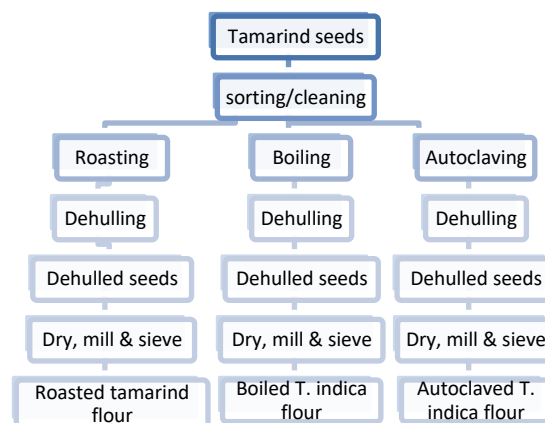 Tamarind seeds
sorting/cleaning
Roasting
Boiling
Autoclaving
Dehulling
Dehulling
Dehulling
Dehulled seeds
Dehulled seeds
Dehulled seeds
Dry, mill & sieve
Dry, mill & sieve
Dry, mill & sieve
Roasted tamarind
flour
Boiled T. indica
flour
Autoclaved T.
indica flour